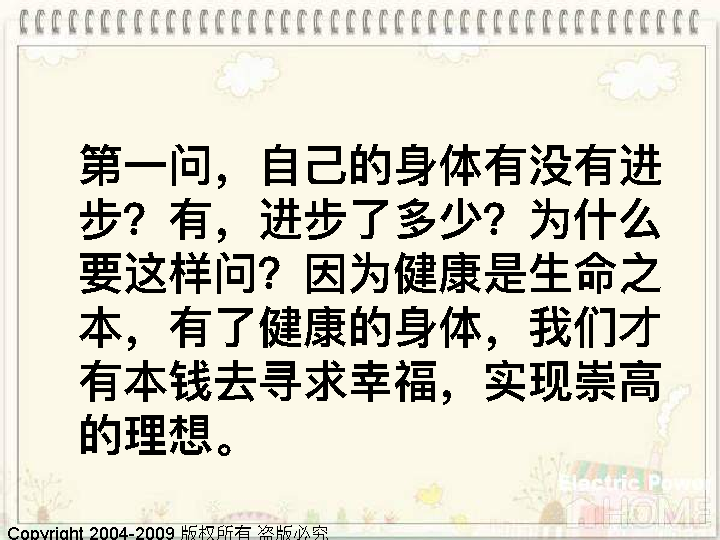 第一问，自己的身体有没有进
步？有，进步了多少？为什么
要这样问？因为健康是生命之
本，有了健康的身体，我们才
有本钱去寻求幸福，实现崇高
的理想。
Electric Power
HOME
Copyright 2004-2009 版权所有 盗版必究